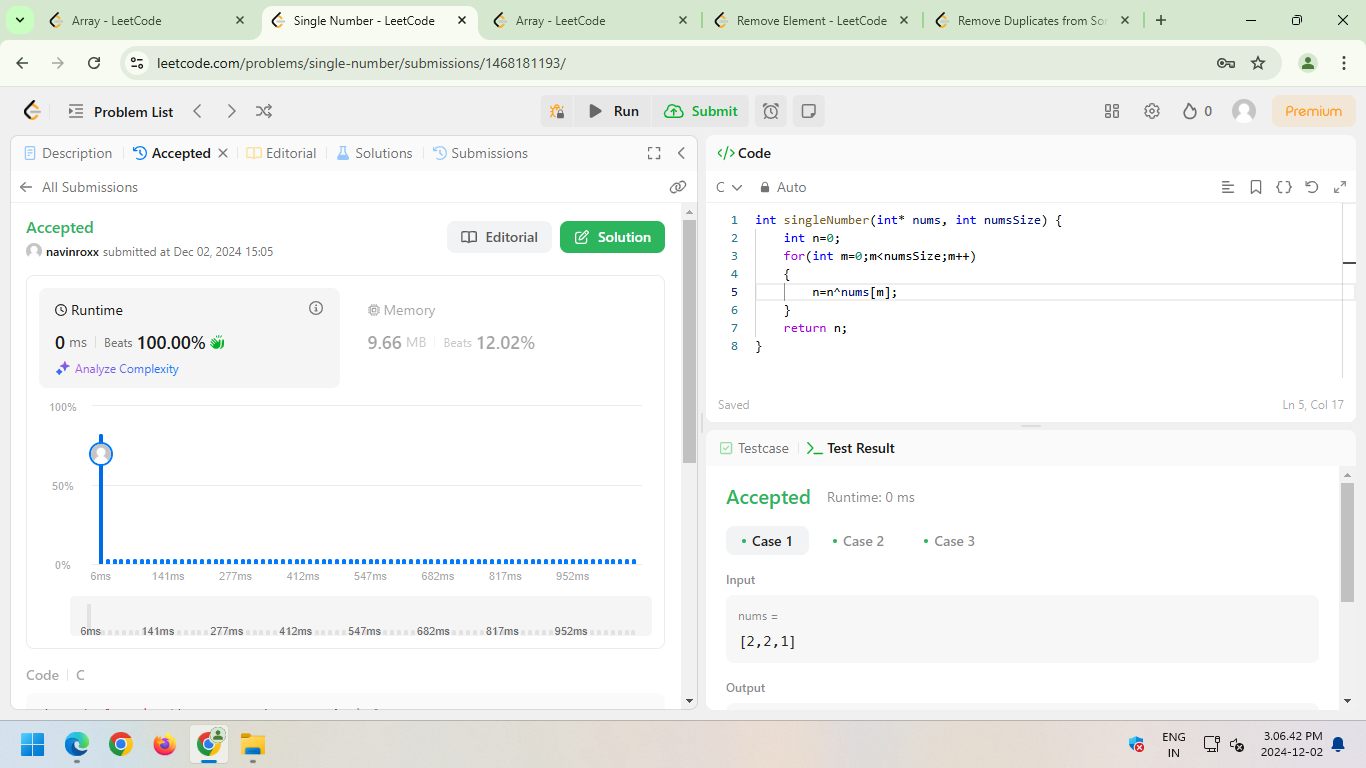 Array - LeetCode
Single Number - LeetCode
Array - LeetCode
Remove Element - LeetCode
Remove Duplicates from Sor
leetcode.com/problems/single-number/submissions/1468181193/
Problem List
Run
Submit
0
Premium
Description
Accepted
Editorial
Solutions
Submissions
All Submissions
Accepted
navinroxx submitted at Dec 02, 2024 15:05
Editorial
Solution
Runtime
0 ms | Beats 100.00%
Analyze Complexity
Memory
9.66 MB | Beats 12.02%
100%
50%
0%
6ms 141ms 277ms 412ms 547ms 682ms 817ms 952ms
6ms 141ms 277ms 412ms 547ms 682ms 817ms 952ms
Code | C
</> Code
C
Auto
1 int singleNumber(int* nums, int numsSize) {
2 int n=0;
3 for(int m=0;m<numsSize;m++)
4 {
5 n=n^nums[m];
6 }
7 return n;
8 }
Saved
Ln 5, Col 17
Testcase
Test Result
Accepted Runtime: 0 ms
• Case 1 • Case 2 • Case 3
Input
nums =
[2,2,1]
Output
ENG
IN
3.06.42 PM
2024-12-02